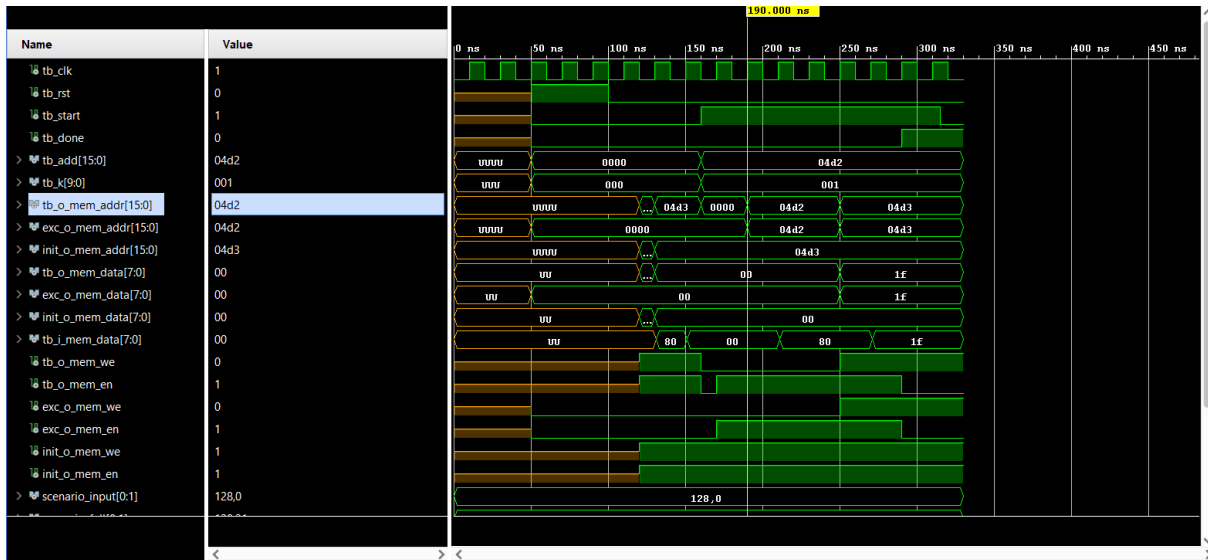 190.000 ns
Name Value
0 ns 50 ns 100 ns 150 ns 200 ns 250 ns 300 ns 350 ns 400 ns 450 ns
tb_clk 1
tb_rst 0
tb_start 1
tb_done 0
> tb_add[15:0] 04d2 UUUU 0000 04d2
> tb_k[9:0] 001 UUU 000 001
> tb_o_mem_addr[15:0] 04d2 UUUU ... 04d3 0000 04d2 04d3
> exc_o_mem_addr[15:0] 04d2 UUUU 0000 04d2 04d3
> init_o_mem_addr[15:0] 04d3 UUUU ... 04d3
> tb_o_mem_data[7:0] 00 UU ... 00 1f
> exc_o_mem_data[7:0] 00 UU 00 1f
> init_o_mem_data[7:0] 00 UU ... 00
> tb_i_mem_data[7:0] 00 UU 80 00 80 1f
tb_o_mem_we 0
tb_o_mem_en 1
exc_o_mem_we 0
exc_o_mem_en 1
init_o_mem_we 1
init_o_mem_en 1
> scenario_input[0:1] 128,0 128,0